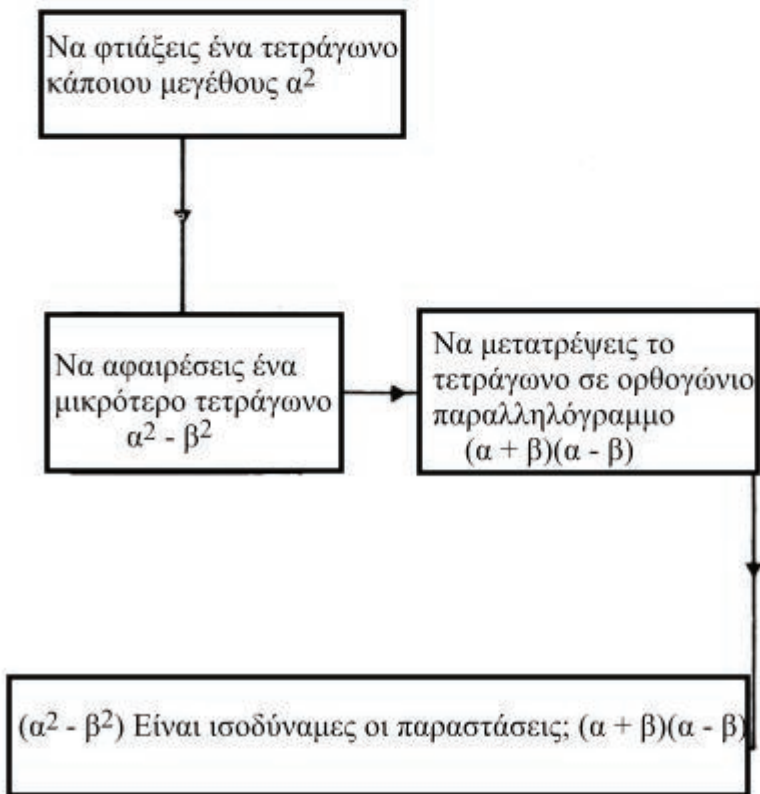 Να φτιάξεις ένα τετράγωνο
κάποιου μεγέθους α²
Να αφαιρέσεις ένα
μικρότερο τετράγωνο
α² - β²
Να μετατρέψεις το
τετράγωνο σε ορθογώνιο
παραλληλόγραμμο
(α + β)(α - β)
(α² - β²) Είναι ισοδύναμες οι παραστάσεις; (α + β)(α - β)